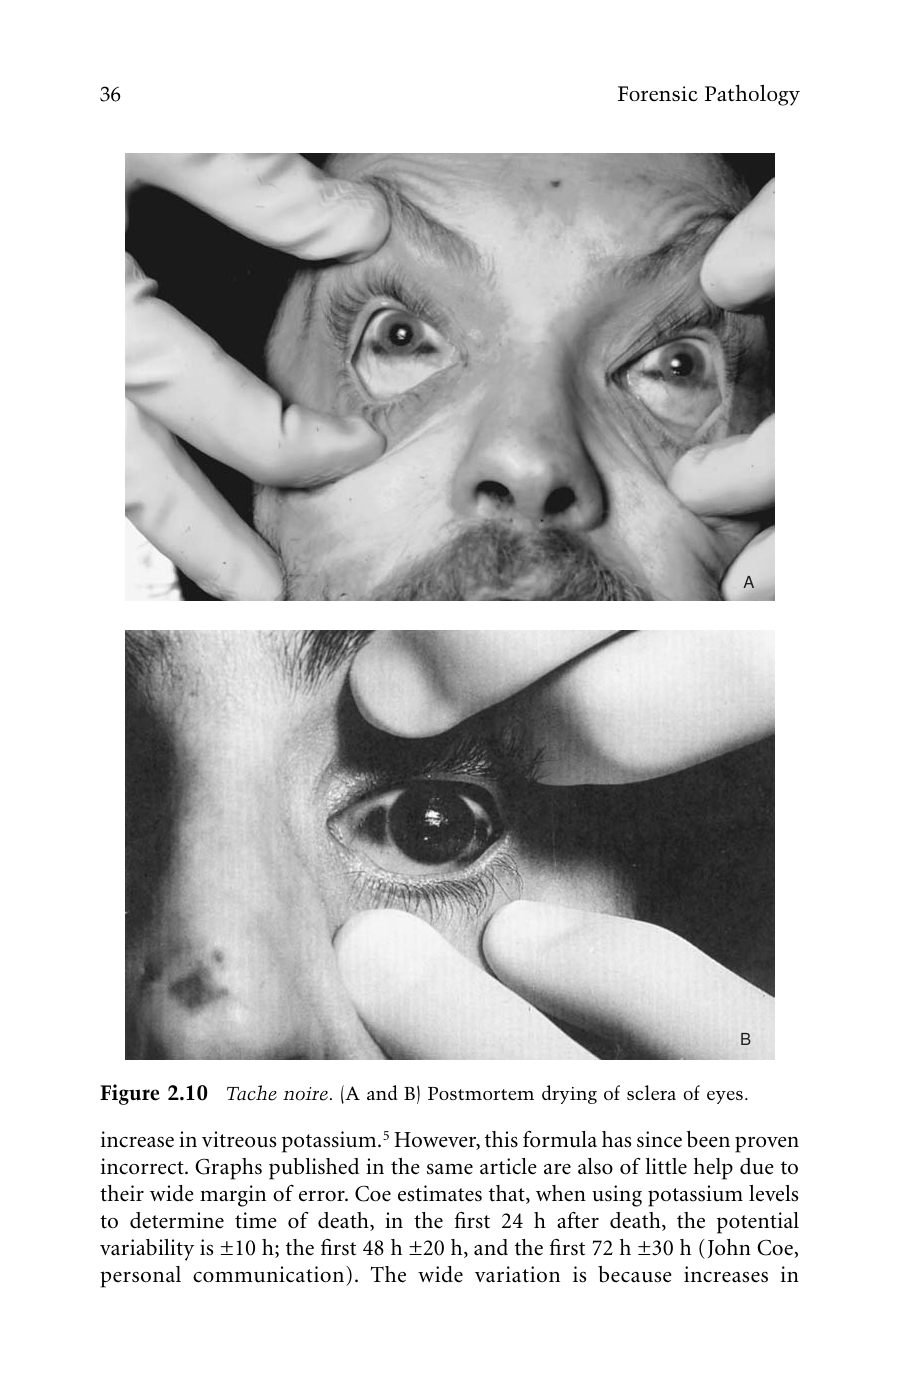 36
Forensic Pathology
A
B
Figure 2.10 Tache noire. (A and B) Postmortem drying of sclera of eyes.
increase in vitreous potassium.5 However, this formula has since been proven
incorrect. Graphs published in the same article are also of little help due to
their wide margin of error. Coe estimates that, when using potassium levels
to determine time of death, in the first 24 h after death, the potential
variability is ±10 h; the first 48 h ±20 h, and the first 72 h ±30 h (John Coe,
personal communication). The wide variation is because increases in